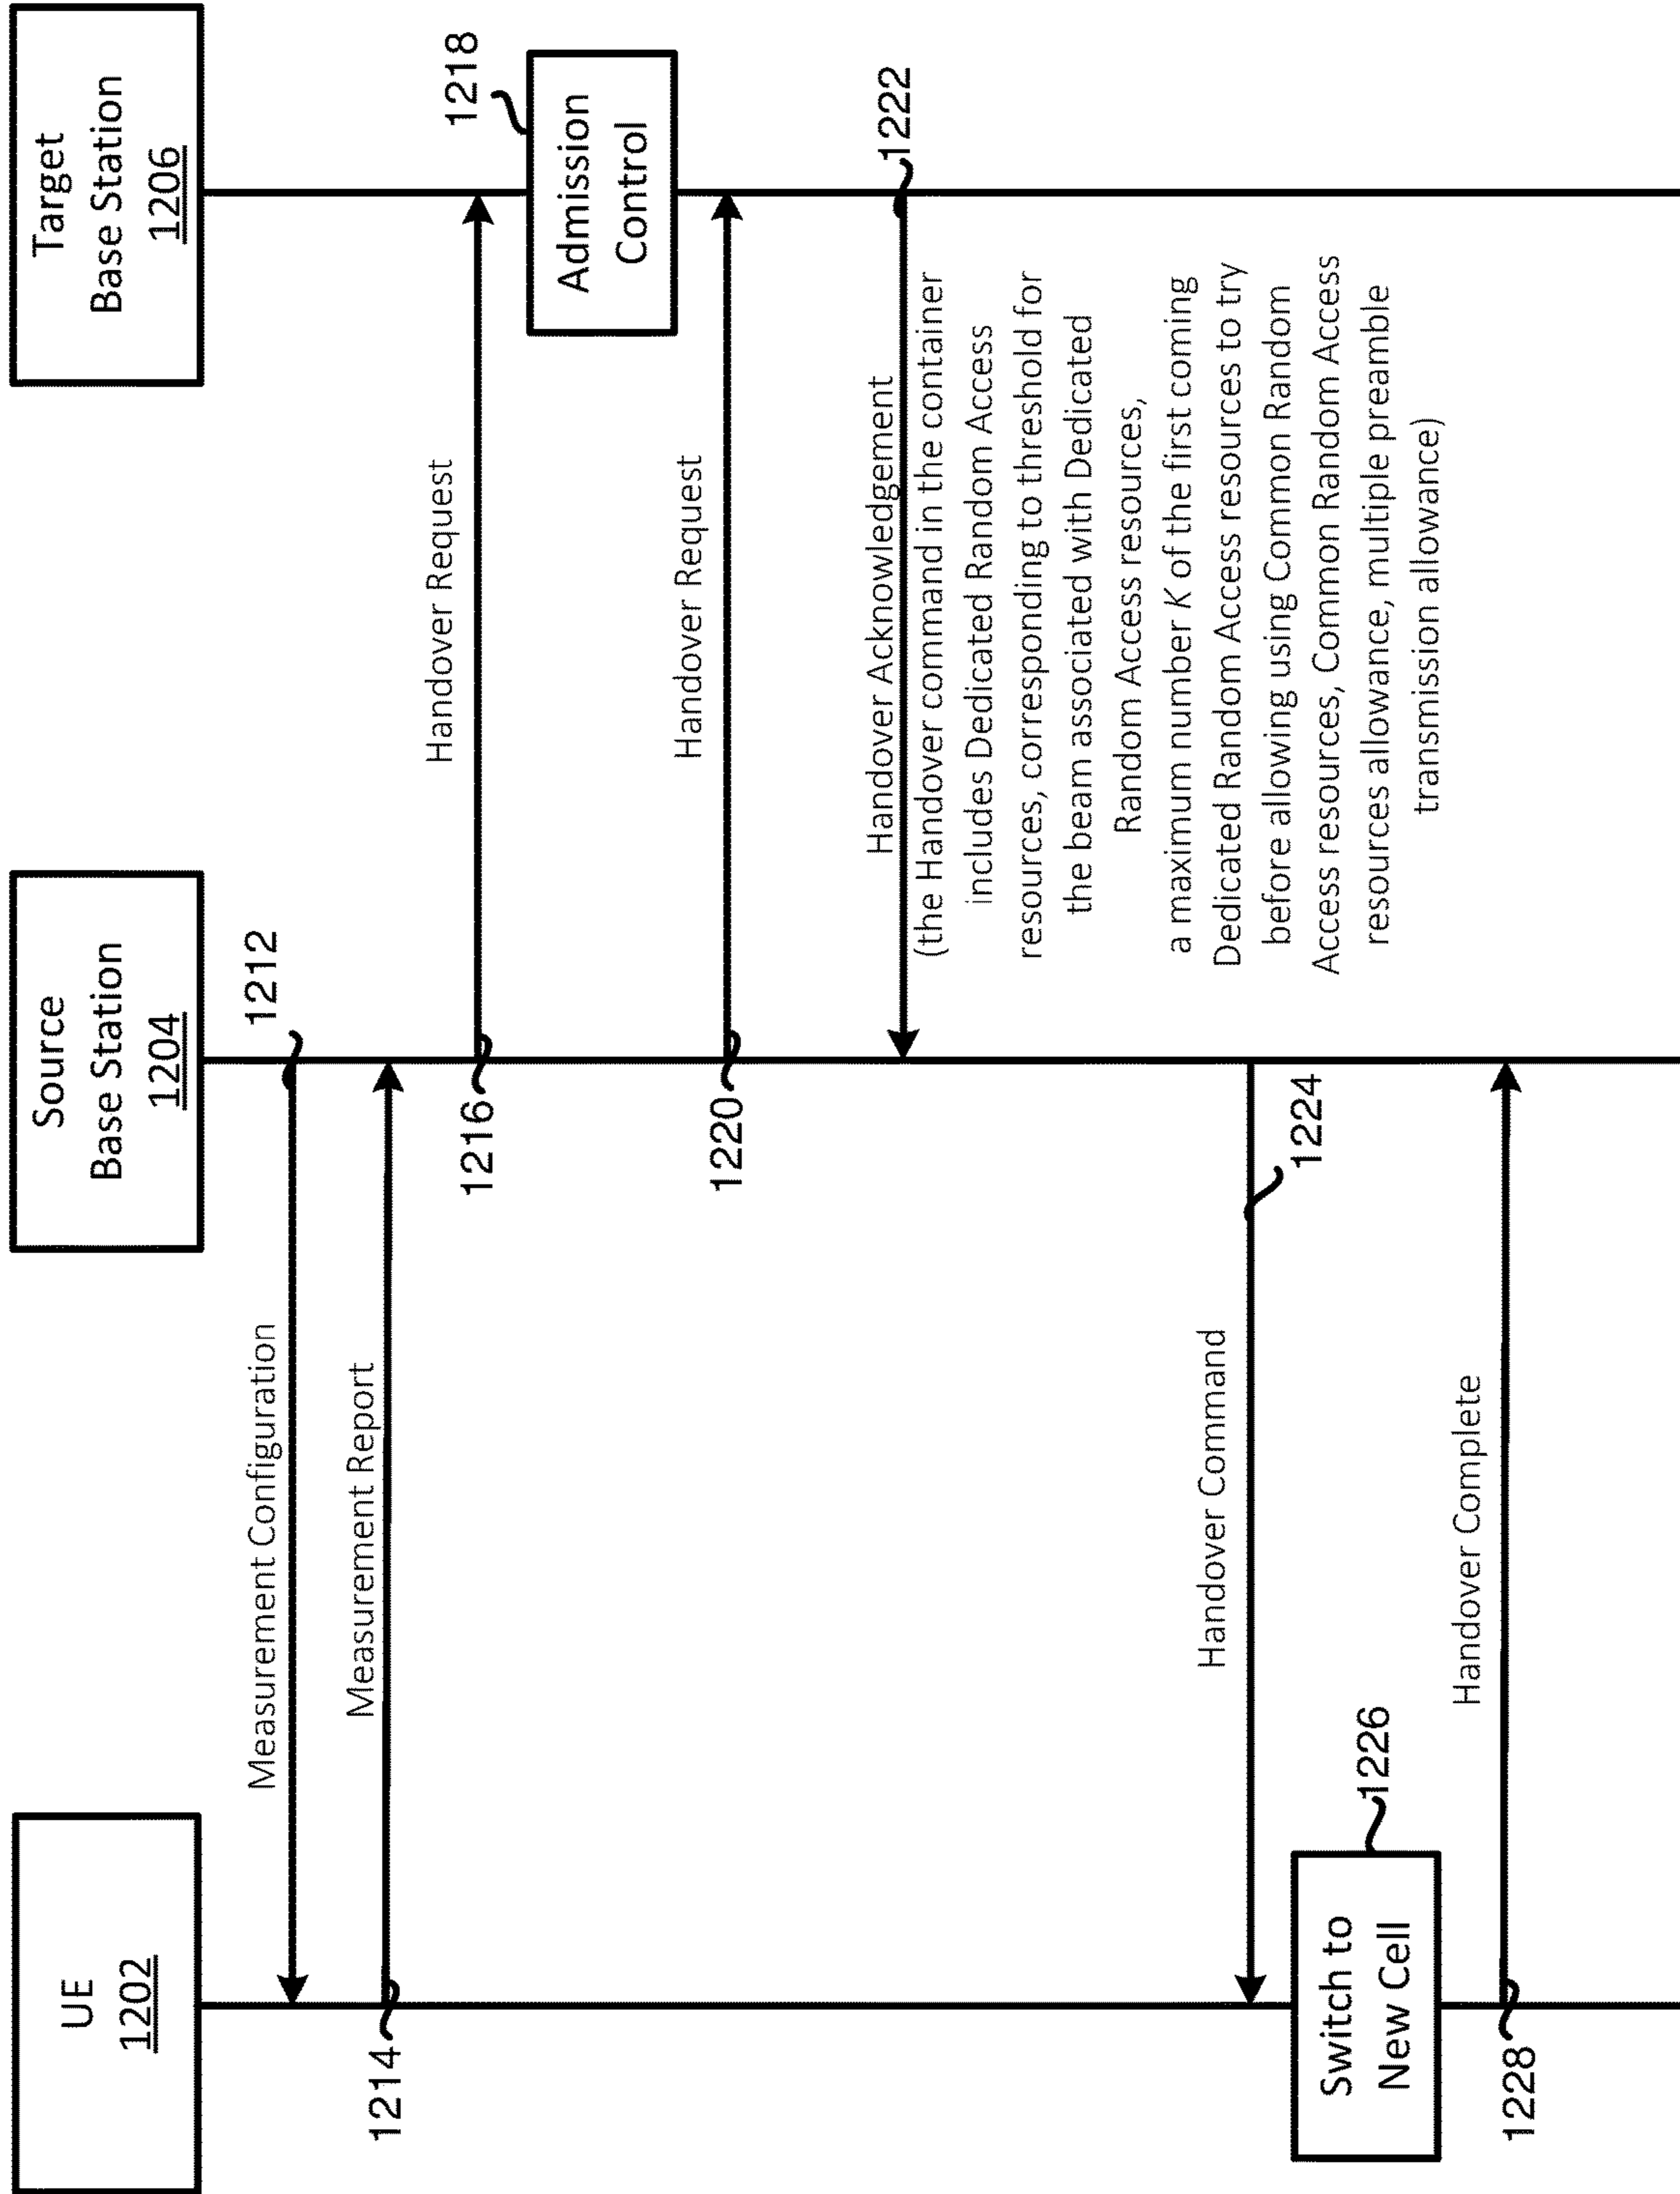 UE
1202
Source
Base Station
1204
Target
Base Station
1206
1212
Measurement Configuration
Measurement Report
1214
Handover Request
1216
1218
Admission
Control
Handover Request
1220
1222
Handover Acknowledgement
(the Handover command in the container
includes Dedicated Random Access
resources, corresponding to threshold for
the beam associated with Dedicated
Random Access resources,
a maximum number K of the first coming
Dedicated Random Access resources to try
before allowing using Common Random
Access resources, Common Random Access
resources allowance, multiple preamble
transmission allowance)
Handover Command
1224
Switch to
New Cell
1226
Handover Complete
1228